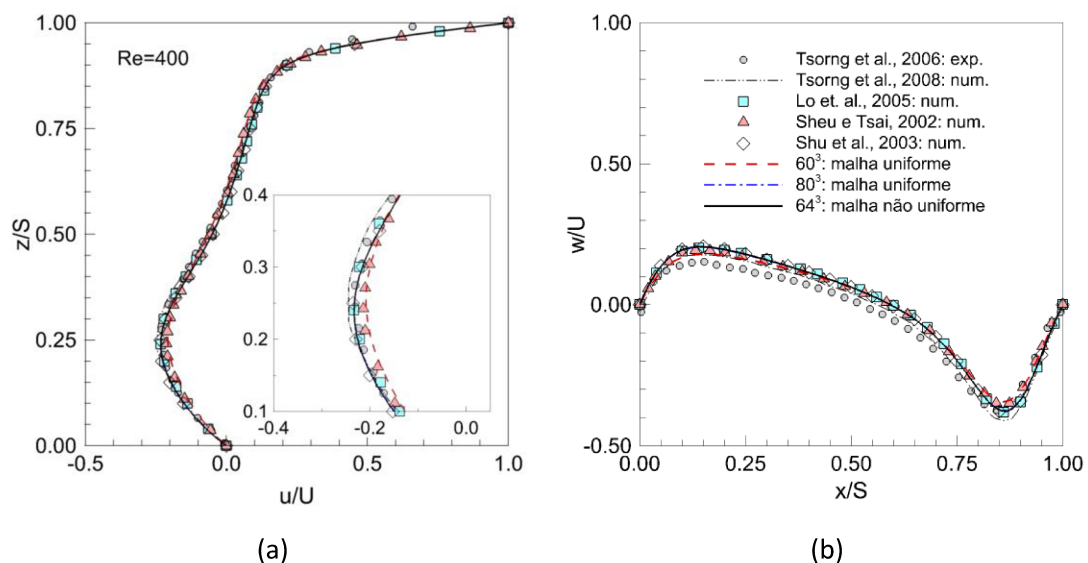 (a)
Re=400
1.00
0.75
0.50
0.25
0.00
z/S
-0.5
0.0
0.5
1.0
u/U
0.4
0.3
0.2
0.1
-0.4
-0.2
0.0
(b)
Tsorng et al., 2006: exp.
Tsorng et al., 2008: num.
Lo et. al., 2005: num.
Sheu e Tsai, 2002: num.
Shu et al., 2003: num.
60³: malha uniforme
80³: malha uniforme
64³: malha não uniforme
1.00
0.50
0.00
-0.50
w/U
0.00
0.25
0.50
0.75
1.00
x/S
(a)
(b)